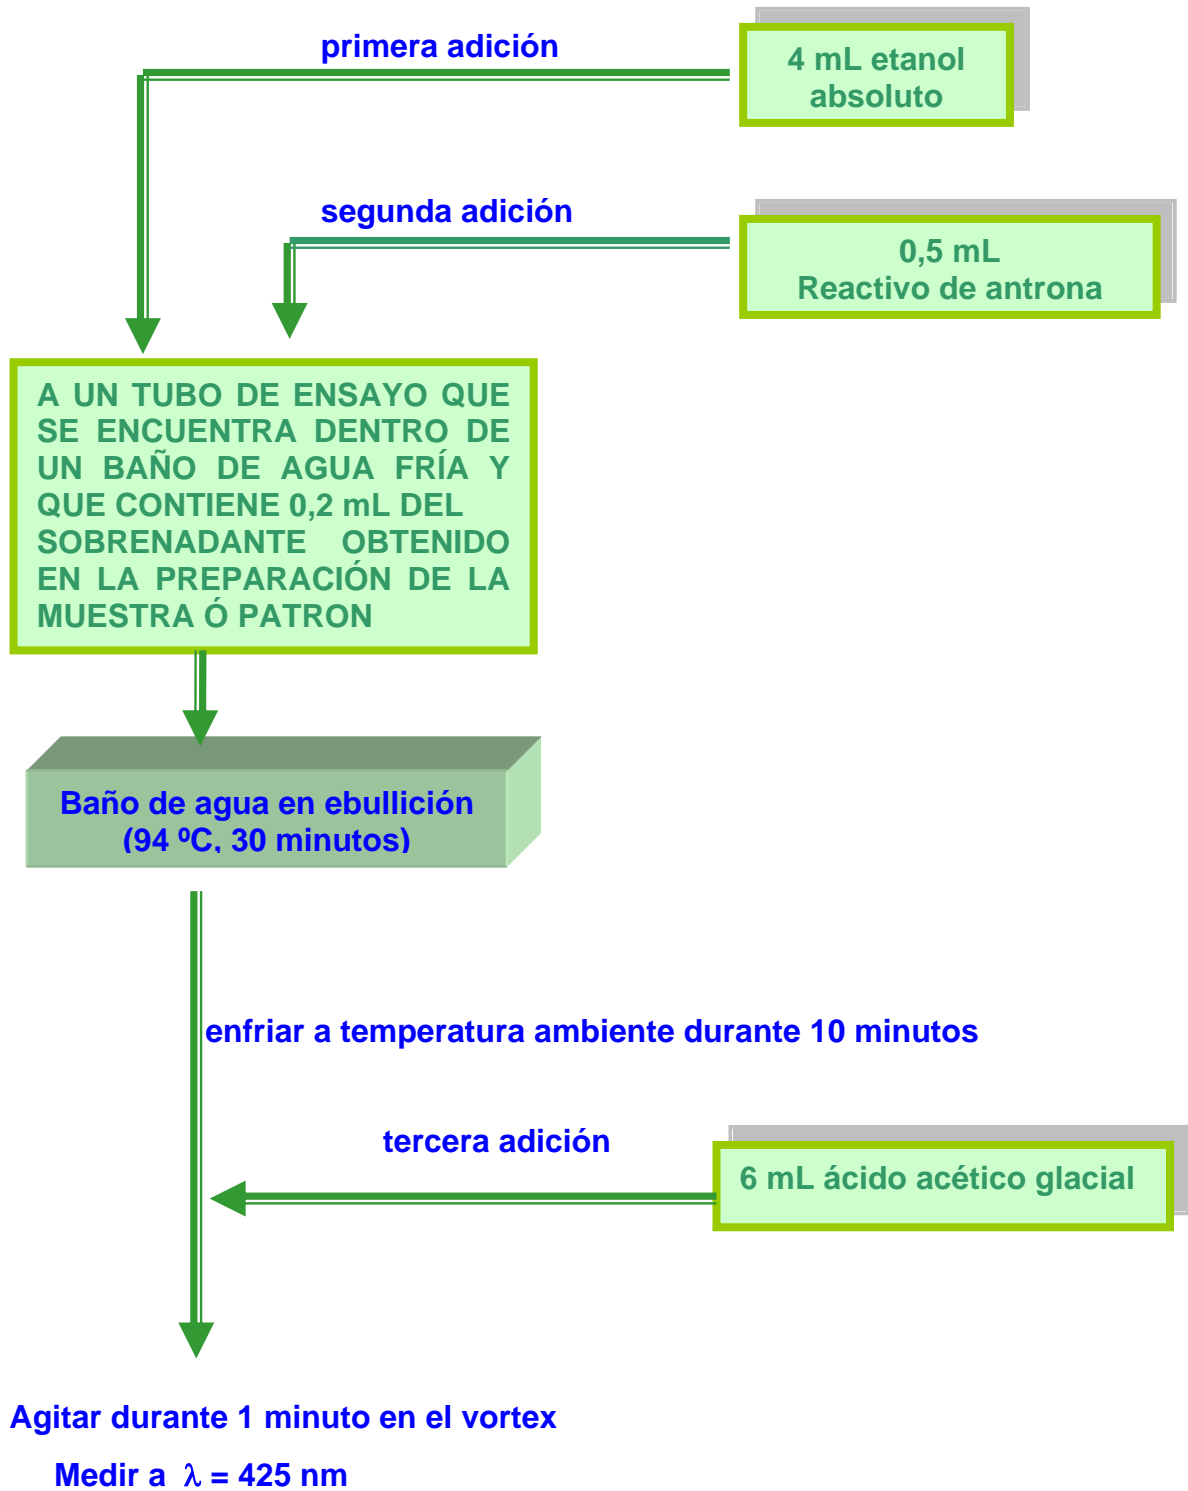 primera adición
4 mL etanol
absoluto
segunda adición
0,5 mL
Reactivo de antrona
A UN TUBO DE ENSAYO QUE
SE ENCUENTRA DENTRO DE
UN BAÑO DE AGUA FRÍA Y
QUE CONTIENE 0,2 mL DEL
SOBRENADANTE OBTENIDO
EN LA PREPARACIÓN DE LA
MUESTRA Ó PATRON
Baño de agua en ebullición
(94 ºC, 30 minutos)
enfriar a temperatura ambiente durante 10 minutos
tercera adición
6 mL ácido acético glacial
Agitar durante 1 minuto en el vortex
Medir a λ = 425 nm